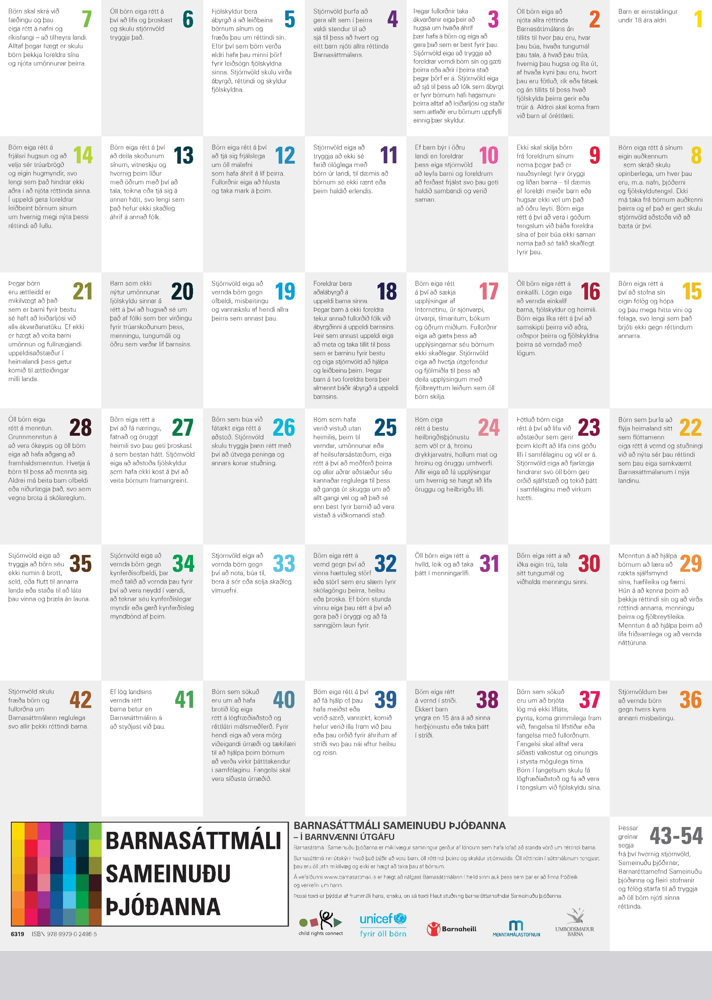 Börn skal skrá við
fæðingu og þau
eiga rétt á nafni og
ríkisfangi – að tilheyra landi.
Alltaf þegar hægt er skulu
börn þekkja foreldra sína
og njóta umönnunar þeirra.
7
Öll börn eiga rétt á
því að lifa og þroskast
og skulu stjórnvöld
tryggja það.
6
Fjölskyldur bera
ábyrgð á að leiðbeina
börnum sínum og
fræða þau um réttindi sín.
Eftir því sem börn verða
eldri hafa þau minni þörf
fyrir leiðsögn fjölskyldna
sinna. Stjórnvöld skulu virða
ábyrgð, réttindi og skyldur
fjölskyldna.
5
Stjórnvöld þurfa að
gera allt sem í þeirra
valdi stendur til að
sjá til þess að hvert og
eitt barn njóti allra réttinda
Barnasáttmálans.
4
Þegar fullorðnir taka
ákvarðanir eiga þeir að
hugsa um hvaða áhrif
þær hafa á börn og eiga að
gera það sem er best fyrir þau.
Stjórnvöld eiga að tryggja að
foreldrar verndi börn sín og gæti
þeirra eða aðrir í þeirra stað
þegar þörf er á. Stjórnvöld eiga
að sjá til þess að fólk sem ábyrgt
er fyrir börnum hafi hagsmuni
þeirra alltaf að leiðarljósi og staðir
sem ætlaðir eru börnum uppfylli
einnig þær skyldur.
3
Öll börn eiga að
njóta allra réttinda
Barnasáttmálans án
tillits til hver þau eru, hvar
þau búa, hvaða tungumál
þau tala, á hvað þau trúa,
hvernig þau hugsa og líta út,
af hvaða kyni þau eru, hvort
þau eru fötluð, rík eða fátæk
og án tillits til þess hvað
fjölskylda þeirra gerir eða
trúir á. Aldrei skal koma fram
við barn af óréttlæti.
2
Barn er einstaklingur
undir 18 ára aldri.
1
Börn eiga rétt á
frjálsri hugsun og að
velja sér trúarbrögð
og eigin hugmyndir, svo
lengi sem það hindrar ekki
aðra í að njóta réttinda sinna.
Í uppeldi geta foreldrar
leiðbeint börnum sínum
um hvernig megi nýta þessi
réttindi að fullu.
14
Börn eiga rétt á því
að deila skoðunum
sínum, vitneskju og
hvernig þeim líður
með öðrum með því að
tala, teikna eða tjá sig á
annan hátt, svo lengi sem
það hefur ekki skaðleg
áhrif á annað fólk.
13
Börn eiga rétt á því
að tjá sig frjálslega
um öll málefni
sem hafa áhrif á líf þeirra.
Fullorðnir eiga að hlusta
og taka mark á þeim.
12
Stjórnvöld eiga að
tryggja að ekki sé
farið ólöglega með
börn úr landi, til dæmis að
börnum sé ekki rænt eða
þeim haldið erlendis.
11
Ef barn býr í öðru
landi en foreldrar
þess eiga stjórnvöld
að leyfa barni og foreldrum
að ferðast frjálst svo þau geti
haldið sambandi og verið
saman.
10
Ekki skal skilja börn
frá foreldrum sínum
nema þegar það er
nauðsynlegt fyrir öryggi
og líðan barna – til dæmis
ef foreldri meiðir barn eða
hugsar ekki vel um það
að öðru leyti. Börn eiga
rétt á því að vera í góðum
tengslum við báða foreldra
sína ef þeir búa ekki saman
nema það sé talið skaðlegt
fyrir þau.
9
Börn eiga rétt á sínum
eigin auðkennum
– sem skráð skulu
opinberlega, um hver þau
eru, m.a. nafn, þjóðerni
og fjölskyldutengsl. Ekki
má taka frá börnum auðkenni
þeirra og ef það er gert skulu
stjórnvöld aðstoða við að
bæta úr því.
8
Þegar börn
eru ættleidd er
mikilvægt að það
sem er barni fyrir bestu
sé haft að leiðarljósi við
alla ákvarðanatöku. Ef ekki
er hægt að veita barni
umönnun og fullnægjandi
uppeldisaðstæður í
heimalandi þess getur
komið til ættleiðingar
milli landa.
21
Barn sem ekki
nýtur umönnunar
fjölskyldu sinnar á
rétt á því að hugsað sé um
það af fólki sem ber virðingu
fyrir trúarskoðunum þess,
menningu, tungumáli og
öðru sem varðar líf barnsins.
20
Stjórnvöld eiga að
vernda börn gegn
ofbeldi, misbeitingu
og vanrækslu af hendi allra
þeirra sem annast þau.
19
Foreldrar bera
aðalábyrgð á
uppeldi barna sinna.
Þegar barn á ekki foreldra
tekur annað fullorðið fólk við
ábyrgðinni á uppeldi barnsins.
Þeir sem annast uppeldi eiga
að meta og taka tillit til þess
sem er barninu fyrir bestu
og eiga stjórnvöld að hjálpa
og leiðbeina þeim. Þegar
barn á tvo foreldra bera þeir
almennt báðir ábyrgð á uppeldi
barnsins.
18
Börn eiga rétt
á því að sækja
upplýsingar af
Internetinu, úr sjónvarpi,
útvarpi, tímaritum, bókum
og öðrum miðlum. Fullorðnir
eiga að gæta þess að
upplýsingarnar séu börnum
ekki skaðlegar. Stjórnvöld
eiga að hvetja útgefendur
og fjölmiðla til þess að
deila upplýsingum með
fjölbreyttum leiðum sem öll
börn skilja.
17
Öll börn eiga rétt á
einkalífi. Lögin eiga
að vernda einkalíf
barna, fjölskyldur og heimili.
Börn eiga líka rétt á því að
samskipti þeirra við aðra,
orðspor þeirra og fjölskyldna
þeirra sé verndað með
lögum.
16
Börn eiga rétt á
því að stofna sín
eigin félög og hópa
og þau mega hitta vini og
félaga, svo lengi sem það
brjóti ekki gegn réttindum
annarra.
15
Öll börn eiga
rétt á menntun.
Grunnmenntun á
að vera ókeypis og öll börn
eiga að hafa aðgang að
framhaldsmenntun. Hvetja á
börn til þess að mennta sig.
Aldrei má beita barn ofbeldi
eða niðurlægja það, svo sem
vegna brota á skólareglum.
28
Börn eiga rétt á
því að fá næringu,
fatnað og öruggt
heimili svo þau geti þroskast
á sem bestan hátt. Stjórnvöld
eiga að aðstoða fjölskyldur
sem hafa ekki kost á því að
veita börnum framangreint.
27
Börn sem búa við
fátækt eiga rétt á
aðstoð. Stjórnvöld
skulu tryggja þann rétt með
því að útvega peninga og
annars konar stuðning.
26
Börn sem hafa
verið vistuð utan
heimilis, þeim til
verndar, umönnunar eða
af heilsufarsástæðum, eiga
rétt á því að meðferð þeirra
og allar aðrar aðstæður séu
kannaðar reglulega til þess
að ganga úr skugga um að
allt gangi vel og að það sé
enn best fyrir barnið að vera
vistað á viðkomandi stað.
25
Börn eiga
rétt á bestu
heilbrigðisþjónustu
sem völ er á, hreinu
drykkjarvatni, hollum mat og
hreinu og öruggu umhverfi.
Allir eiga að fá upplýsingar
um hvernig sé hægt að lifa
öruggu og heilbrigðu lífi.
24
Fötluð börn eiga
rétt á því að lifa við
aðstæður sem gerir
þeim kleift að lifa eins góðu
lífi í samfélaginu og völ er á.
Stjórnvöld eiga að fjarlægja
hindranir svo öll börn geti
orðið sjálfstæð og tekið þátt
í samfélaginu með virkum
hætti.
23
Börn sem þurfa að
flýja heimaland sitt
sem flóttamenn
eiga rétt á vernd og stuðningi
við að nýta sér þau réttindi
sem þau eiga samkvæmt
Barnasáttmálanum í nýja
landinu.
22
Stjórnvöld eiga að
tryggja að börn séu
ekki numin á brott,
seld, eða flutt til annarra
landa eða staða til að láta
þau vinna og þræla án launa.
35
Stjórnvöld eiga að
vernda börn gegn
kynferðisofbeldi, þar
með talið að vernda þau fyrir
því að vera neydd í vændi,
að teknar séu kynferðislegar
myndir eða gerð kynferðisleg
myndbönd af þeim.
34
Stjórnvöld eiga að
vernda börn gegn
því að nota, búa til,
bera á sér eða selja skaðleg
vímuefni.
33
Börn eiga rétt á
vernd gegn því að
vinna hættuleg störf
eða störf sem eru slæm fyrir
skólagöngu þeirra, heilsu
eða þroska. Ef börn stunda
vinnu eiga þau rétt á því að
gera það í öryggi og að fá
sanngjörn laun fyrir.
32
Öll börn eiga rétt á
hvíld, leik og að taka
þátt í menningarlífi.
31
Börn eiga rétt á að
iðka eigin trú, tala
sitt tungumál og
viðhalda menningu sinni.
30
Menntun á að hjálpa
börnum að læra að
rækta sjálfsmynd
sína, hæfileika og færni.
Hún á að kenna þeim að
þekkja réttindi sín og að virða
réttindi annarra, menningu
þeirra og fjölbreytileika.
Menntun á að hjálpa þeim að
lifa friðsamlega og að vernda
náttúruna.
29
Stjórnvöld skulu
fræða börn og
fullorðna um
Barnasáttmálann reglulega
svo allir þekki réttindi barna.
42
Ef lög landsins
vernda rétt
barna betur en
Barnasáttmálinn á
að styðjast við þau.
41
Börn sem sökuð
eru um að hafa
brotið lög eiga
rétt á lögfræðiaðstoð og
réttlátri málsmeðferð. Fyrir
hendi eiga að vera mörg
viðeigandi úrræði og tækifæri
til að hjálpa þeim börnum
að verða virkir þátttakendur
í samfélaginu. Fangelsi skal
vera síðasta úrræðið.
40
Börn eiga rétt á því
að fá hjálp ef þau
hafa meiðst eða
verið særð, vanrækt, komið
hefur verið illa fram við þau
eða þau orðið fyrir áhrifum af
stríði svo þau nái aftur heilsu
og reisn.
39
Börn eiga rétt
á vernd í stríði.
Ekkert barn
yngra en 15 ára á að sinna
herþjónustu eða taka þátt
í stríði.
38
Börn sem sökuð
eru um að brjóta
lög má ekki lífláta,
pynta, koma grimmilega fram
við, fangelsa til lífstíðar eða
fangelsa með fullorðnum.
Fangelsi skal alltaf vera
síðasti valkostur og einungis
í stysta mögulega tíma.
Börn í fangelsum skulu fá
lögfræðiaðstoð og fá að vera
í tengslum við fjölskyldu sína.
37
Stjórnvöldum ber
að vernda börn
gegn hvers kyns
annarri misbeitingu.
36
BARNASÁTTMÁLI
SAMEINUÐU
ÞJÓÐANNA
6319 ISBN 978-9979-0-2496-5
BARNASÁTTMÁLI SAMEINUÐU ÞJÓÐANNA
– Í BARNVÆNNI ÚTGÁFU
Barnasáttmáli Sameinuðu þjóðanna er mikilvægur samningur gerður af löndum sem hafa lofað að standa vörð um réttindi barna.
Barnasáttmálinn útskýrir hvað það þýðir að vera barn, öll réttindi þeirra og skyldur stjórnvalda. Öll réttindin í sáttmálanum tengjast,
þau eru öll jafn mikilvæg og ekki er hægt að taka þau af börnum.
Á vefsíðunni www.barnasattmali.is er hægt að nálgast Barnasáttmálann í heild sinni auk þess sem þar er að finna fróðleik
og verkefni um hann.
Þessi texti er þýddur af frummáli hans, ensku, en sá texti hlaut stuðning barnaréttarnefndar Sameinuðu þjóðanna.
child rights connect
unicef
fyrir öll börn
Barnaheill
MENNTAMÁLASTOFNUN
UMBOÐSMAÐUR
BARNA
Þessar
greinar
segja
frá því hvernig stjórnvöld,
Sameinuðu þjóðirnar,
Barnaréttarnefnd Sameinuðu
þjóðanna og fleiri stofnanir
og félög starfa til að tryggja
að öll börn njóti sinna
réttinda.
43-54